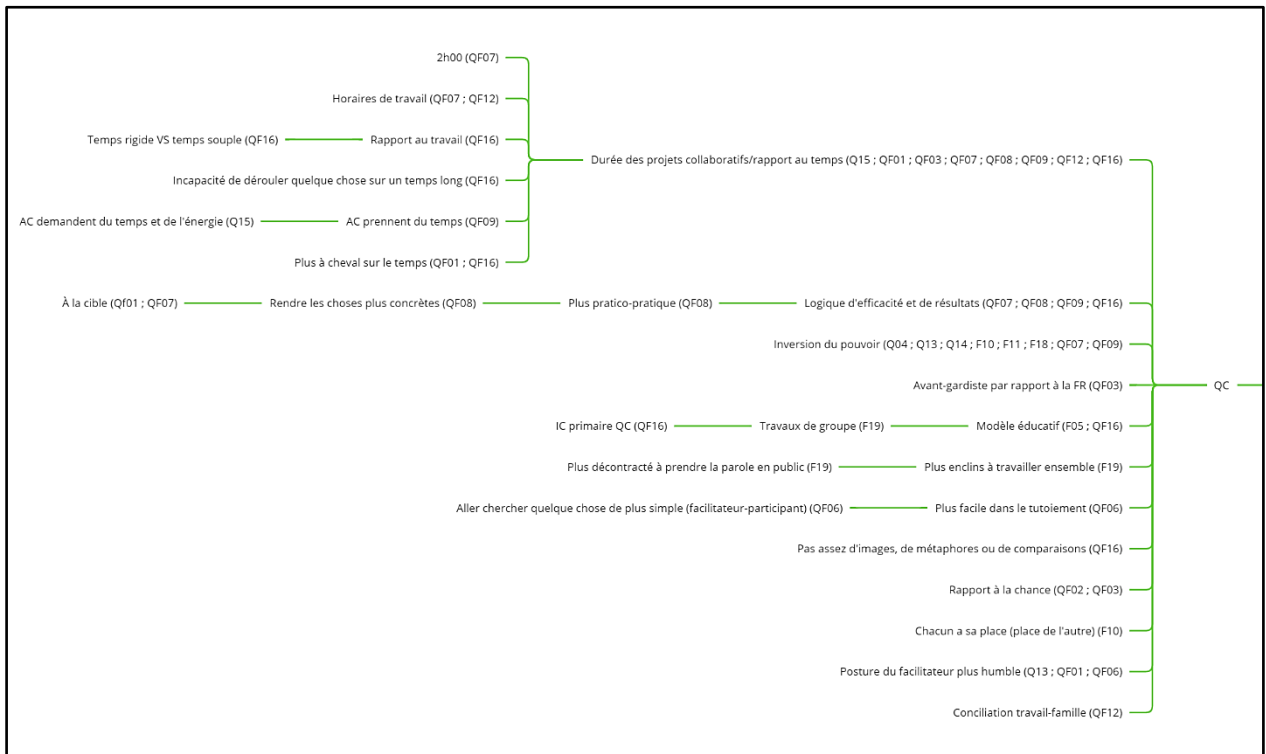 2h00 (QF07)
Horaires de travail (QF07 ; QF12)
Temps rigide VS temps souple (QF16) Rapport au travail (QF16)
Durée des projets collaboratifs/rapport au temps (Q15 ; QF01 ; QF03 ; QF07 ; QF08 ; QF09 ; QF12 ; QF16)
Incapacité de dérouler quelque chose sur un temps long (QF16)
AC demandent du temps et de l'énergie (Q15) AC prennent du temps (QF09)
Plus à cheval sur le temps (QF01 ; QF16)
À la cible (Qf01 ; QF07) Rendre les choses plus concrètes (QF08) Plus pratico-pratique (QF08) Logique d'efficacité et de résultats (QF07 ; QF08 ; QF09 ; QF16)
Inversion du pouvoir (Q04 ; Q13 ; Q14 ; F10 ; F11 ; F18 ; QF07 ; QF09)
Avant-gardiste par rapport à la FR (QF03) QC
IC primaire QC (QF16) Travaux de groupe (F19) Modèle éducatif (F05 ; QF16)
Plus décontracté à prendre la parole en public (F19) Plus enclins à travailler ensemble (F19)
Aller chercher quelque chose de plus simple (facilitateur-participant) (QF06) Plus facile dans le tutoiement (QF06)
Pas assez d'images, de métaphores ou de comparaisons (QF16)
Rapport à la chance (QF02 ; QF03)
Chacun a sa place (place de l'autre) (F10)
Posture du facilitateur plus humble (Q13 ; QF01 ; QF06)
Conciliation travail-famille (QF12)